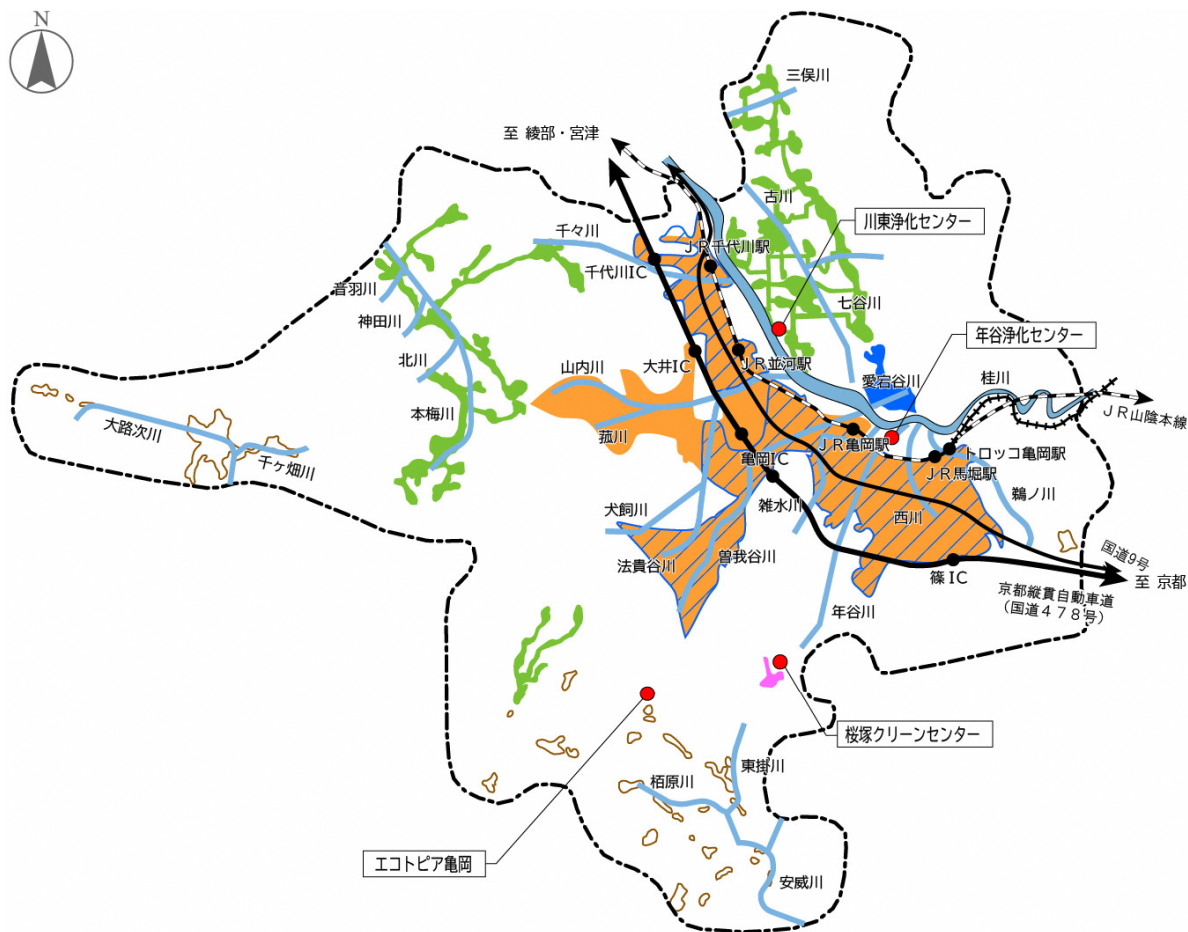 N
三俣川
至 綾部・宮津
古川
川東浄化センター
千々川
JR千代川駅
千代川IC
音羽川
七谷川
神田川
年谷浄化センター
北川
山内川
大井IC
JR並河駅
愛宕谷川
桂川
JR山陰本線
本梅川
大路次川
菰川
JR亀岡駅
トロッコ亀岡駅
千ヶ畑川
亀岡IC
JR馬堀駅
鵜ノ川
犬飼川
雑水川
西川
法貴谷川
曽我谷川
国道9号
篠IC
至 京都
京都縦貫自動車道
(国道478号)
年谷川
桜塚クリーンセンター
東掛川
栢原川
エコトピア亀岡
安威川